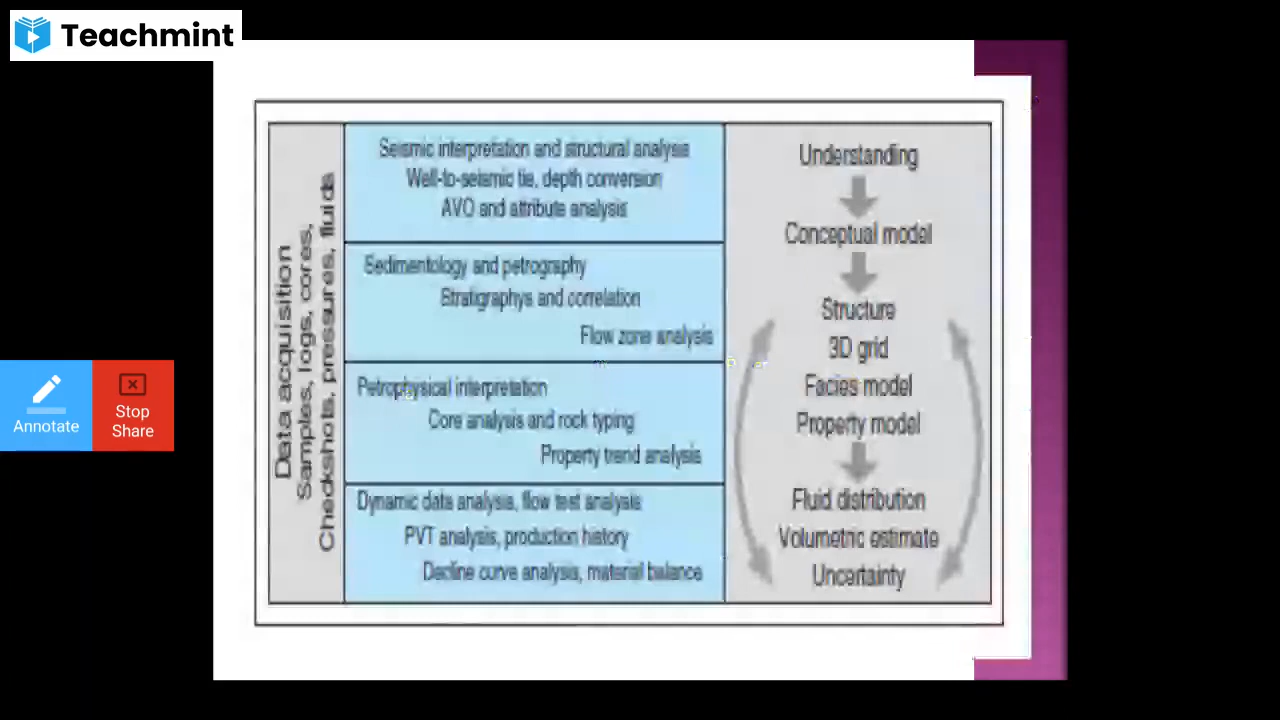 Teachmint
Data acquisition
Samples, logs, cores,
Checkshots, pressures, fluids
Seismic interpretation and structural analysis
Well-to-seismic tie, depth conversion
AVO and attribute analysis
Sedimentology and petrography
Stratigraphys and correlation
Flow zone analysis
Petrophysical interpretation
Core analysis and rock typing
Property trend analysis
Dynamic data analysis, flow test analysis
PVT analysis, production history
Decline curve analysis, material balance
Understanding
Conceptual model
Structure
3D grid
Facies model
Property model
Fluid distribution
Volumetric estimate
Uncertainty
Annotate
Stop
Share